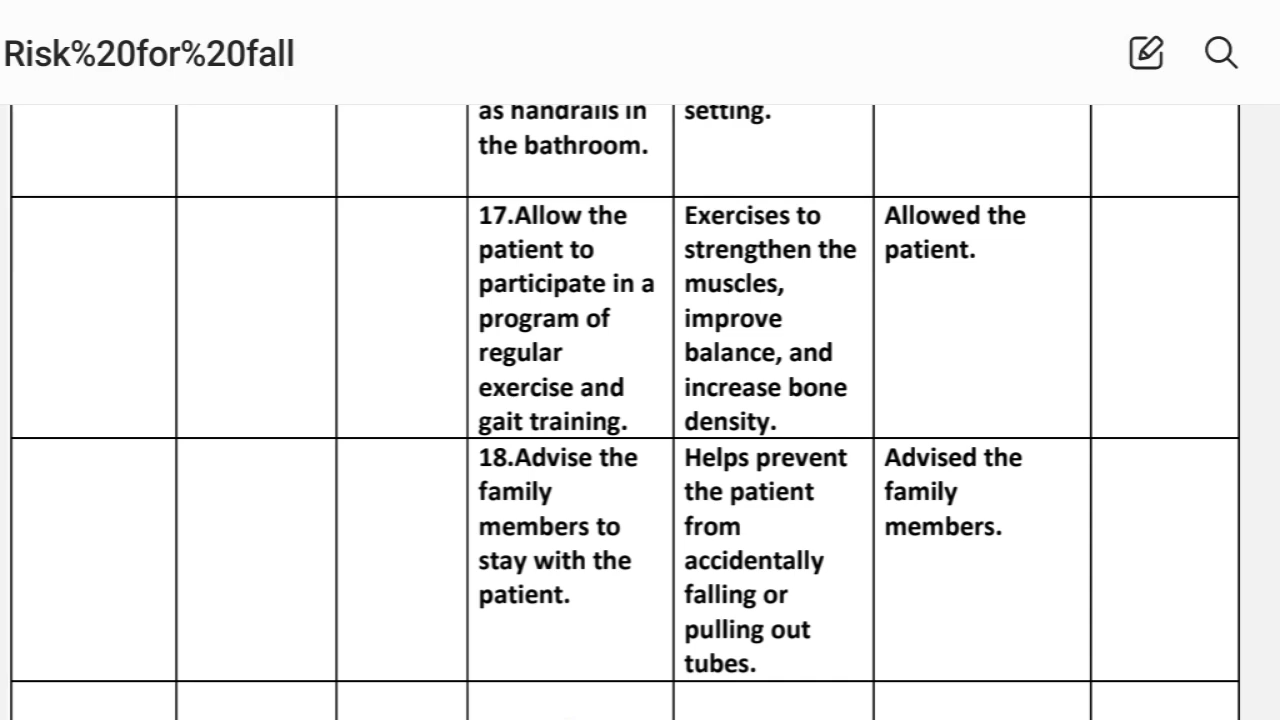 Risk%20for%20fall
as handrails in
the bathroom.
setting.
17.Allow the
patient to
participate in a
program of
regular
exercise and
gait training.
Exercises to
strengthen the
muscles,
improve
balance, and
increase bone
density.
Allowed the
patient.
18.Advise the
family
members to
stay with the
patient.
Helps prevent
the patient
from
accidentally
falling or
pulling out
tubes.
Advised the
family
members.